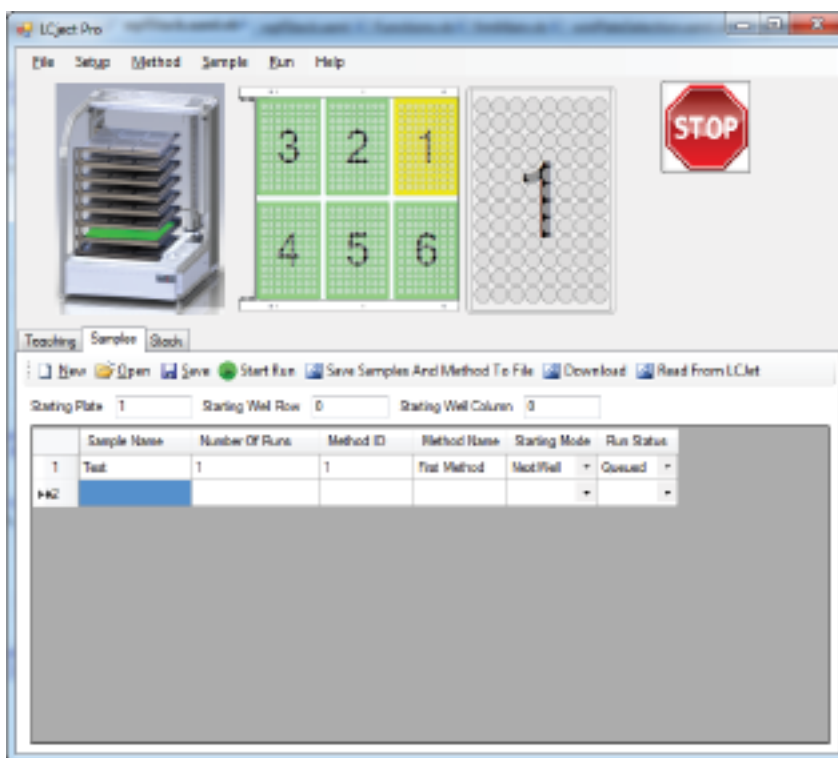 LCject Pro
File Setup Method Sample Run Help
3 2 1
4 5 6
1
STOP
Teaching Samples Stack
New Open Save Start Run Save Samples And Method To File Download Read From LCJet
Starting Plate 1 Starting Well Row 0 Starting Well Column 0
Sample Name Number Of Runs Method ID Method Name Starting Mode Run Status
1 Test 1 1 First Method NextWell Queued
2